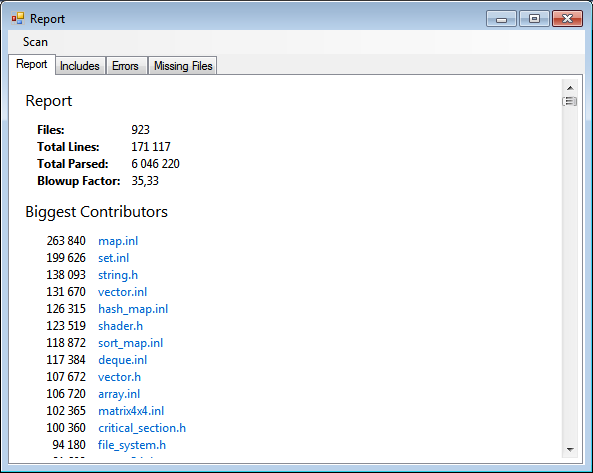 Report
Scan
Report Includes Errors Missing Files
Report
Files: 923
Total Lines: 171 117
Total Parsed: 6 046 220
Blowup Factor: 35,33
Biggest Contributors
263 840 map.inl
199 626 set.inl
138 093 string.h
131 670 vector.inl
126 315 hash_map.inl
123 519 shader.h
118 872 sort_map.inl
117 384 deque.inl
107 672 vector.h
106 720 array.inl
102 365 matrix4x4.inl
100 360 critical_section.h
94 180 file_system.h